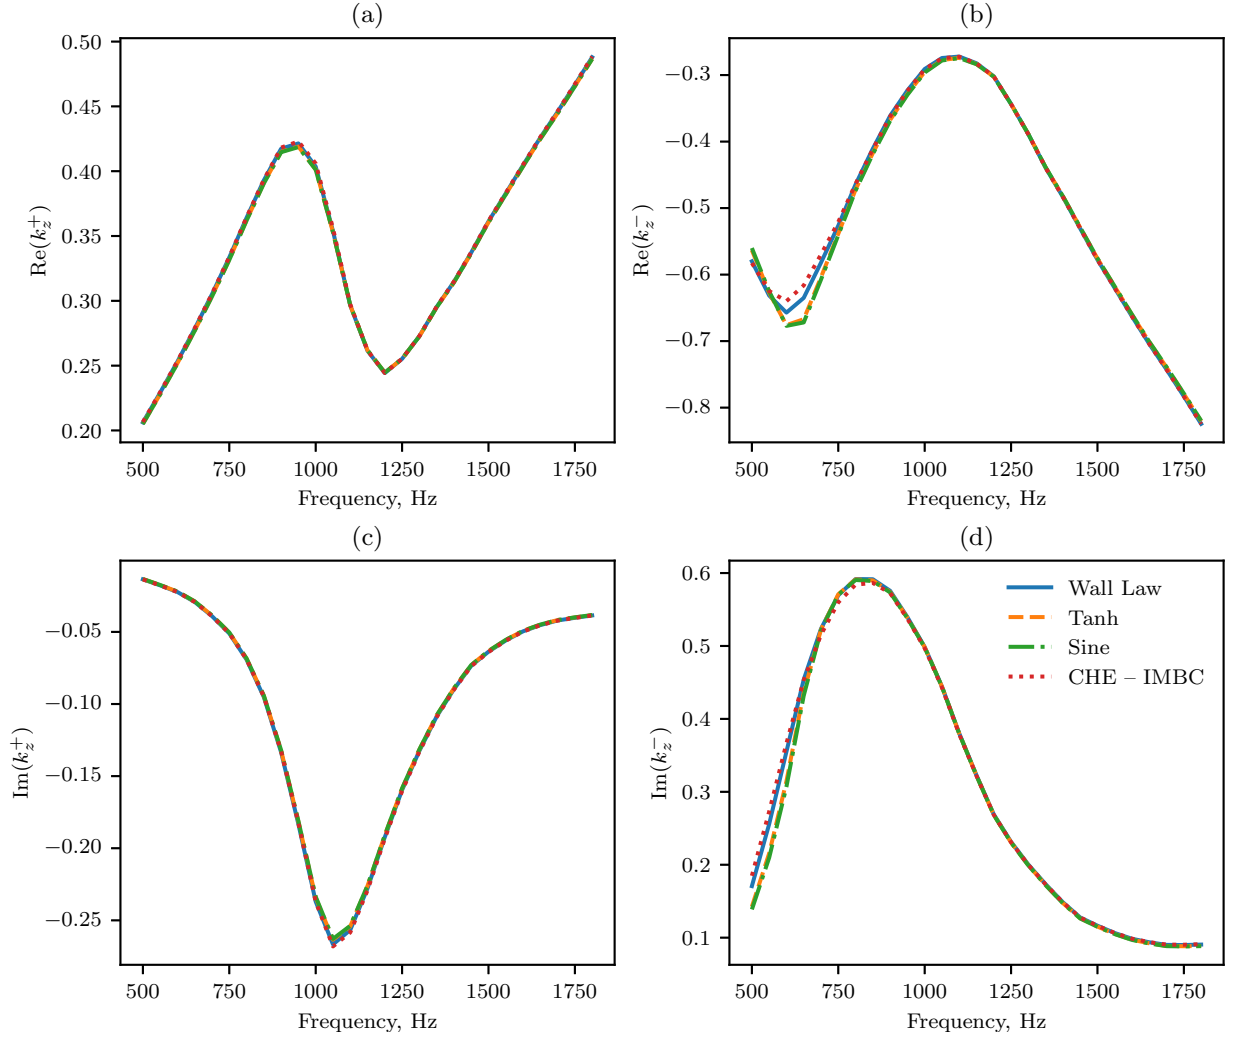 (a)
0.50
0.45
0.40
0.35
0.30
0.25
0.20
Re(k_z^+)
500 750 1000 1250 1500 1750
Frequency, Hz
(b)
−0.3
−0.4
−0.5
−0.6
−0.7
−0.8
Re(k_z^−)
500 750 1000 1250 1500 1750
Frequency, Hz
(c)
−0.05
−0.10
−0.15
−0.20
−0.25
Im(k_z^+)
500 750 1000 1250 1500 1750
Frequency, Hz
(d)
0.6
0.5
0.4
0.3
0.2
0.1
Im(k_z^−)
Wall Law
Tanh
Sine
CHE – IMBC
500 750 1000 1250 1500 1750
Frequency, Hz